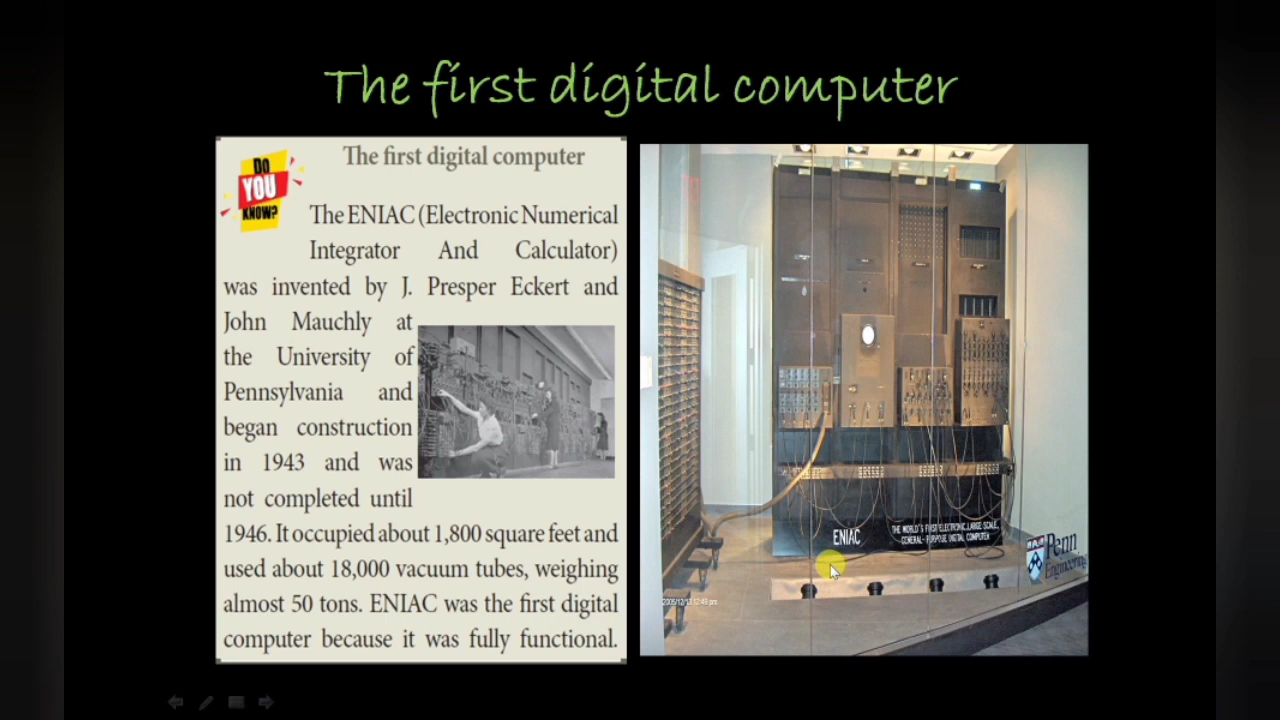 The first digital computer
DO
YOU
KNOW?
The first digital computer
The ENIAC (Electronic Numerical
Integrator And Calculator)
was invented by J. Presper Eckert and
John Mauchly at
the University of
Pennsylvania and
began construction
in 1943 and was
not completed until
1946. It occupied about 1,800 square feet and
used about 18,000 vacuum tubes, weighing
almost 50 tons. ENIAC was the first digital
computer because it was fully functional.
ENIAC
THE WORLD'S FIRST ELECTRONIC, LARGE SCALE,
GENERAL-PURPOSE DIGITAL COMPUTER
Penn
Engineering